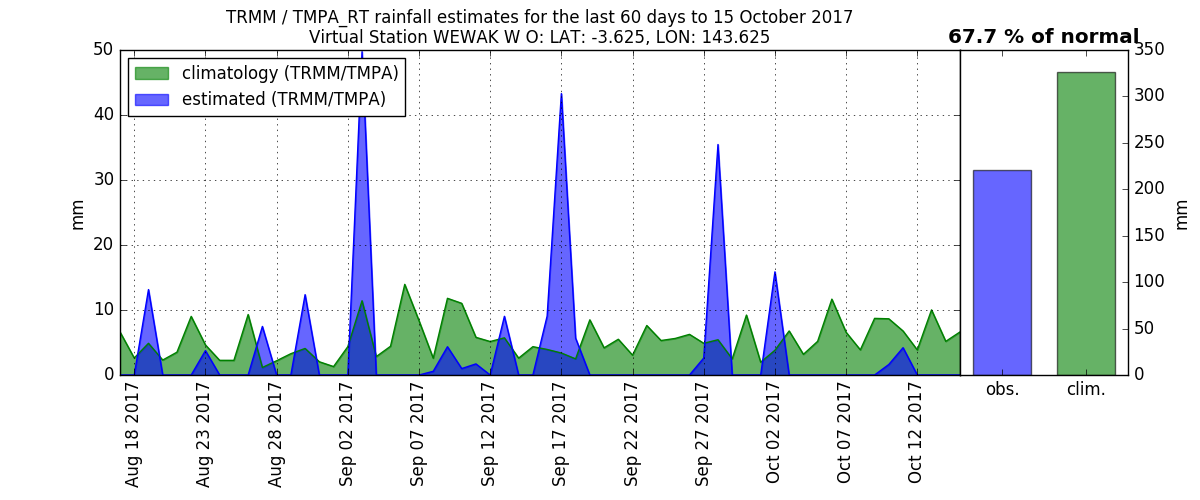 TRMM / TMPA_RT rainfall estimates for the last 60 days to 15 October 2017
Virtual Station WEWAK W O: LAT: -3.625, LON: 143.625
67.7 % of normal
climatology (TRMM/TMPA)
estimated (TRMM/TMPA)
50
40
30
20
10
0
mm
Aug 18 2017
Aug 23 2017
Aug 28 2017
Sep 02 2017
Sep 07 2017
Sep 12 2017
Sep 17 2017
Sep 22 2017
Sep 27 2017
Oct 02 2017
Oct 07 2017
Oct 12 2017
obs.
clim.
350
300
250
200
150
100
50
0
mm